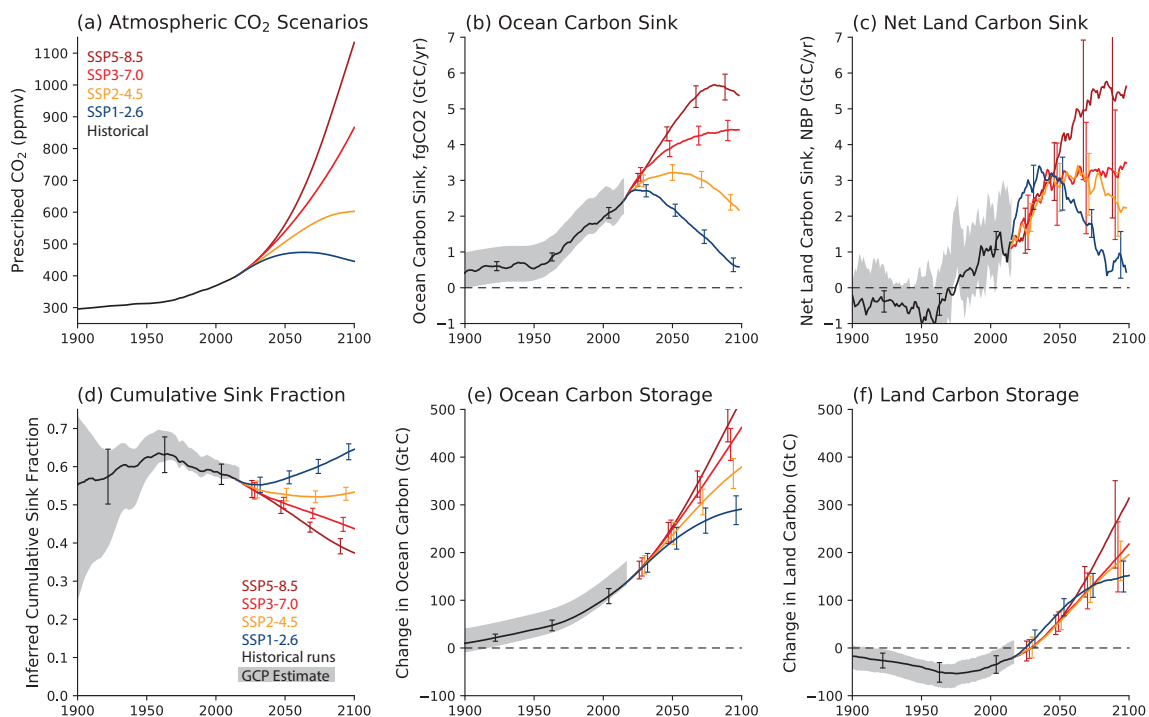 (a) Atmospheric CO₂ Scenarios
Prescribed CO₂ (ppmv)
1100
1000
900
800
700
600
500
400
300
SSP5-8.5
SSP3-7.0
SSP2-4.5
SSP1-2.6
Historical
1900 1950 2000 2050 2100
(b) Ocean Carbon Sink
Ocean Carbon Sink, fgCO2 (Gt C/yr)
7
6
5
4
3
2
1
0
−1
1900 1950 2000 2050 2100
(c) Net Land Carbon Sink
Net Land Carbon Sink, NBP (Gt C/yr)
7
6
5
4
3
2
1
0
−1
1900 1950 2000 2050 2100
(d) Cumulative Sink Fraction
Inferred Cumulative Sink Fraction
0.7
0.6
0.5
0.4
0.3
0.2
0.1
0.0
SSP5-8.5
SSP3-7.0
SSP2-4.5
SSP1-2.6
Historical runs
GCP Estimate
1900 1950 2000 2050 2100
(e) Ocean Carbon Storage
Change in Ocean Carbon (Gt C)
500
400
300
200
100
0
−100
1900 1950 2000 2050 2100
(f) Land Carbon Storage
Change in Land Carbon (Gt C)
500
400
300
200
100
0
−100
1900 1950 2000 2050 2100